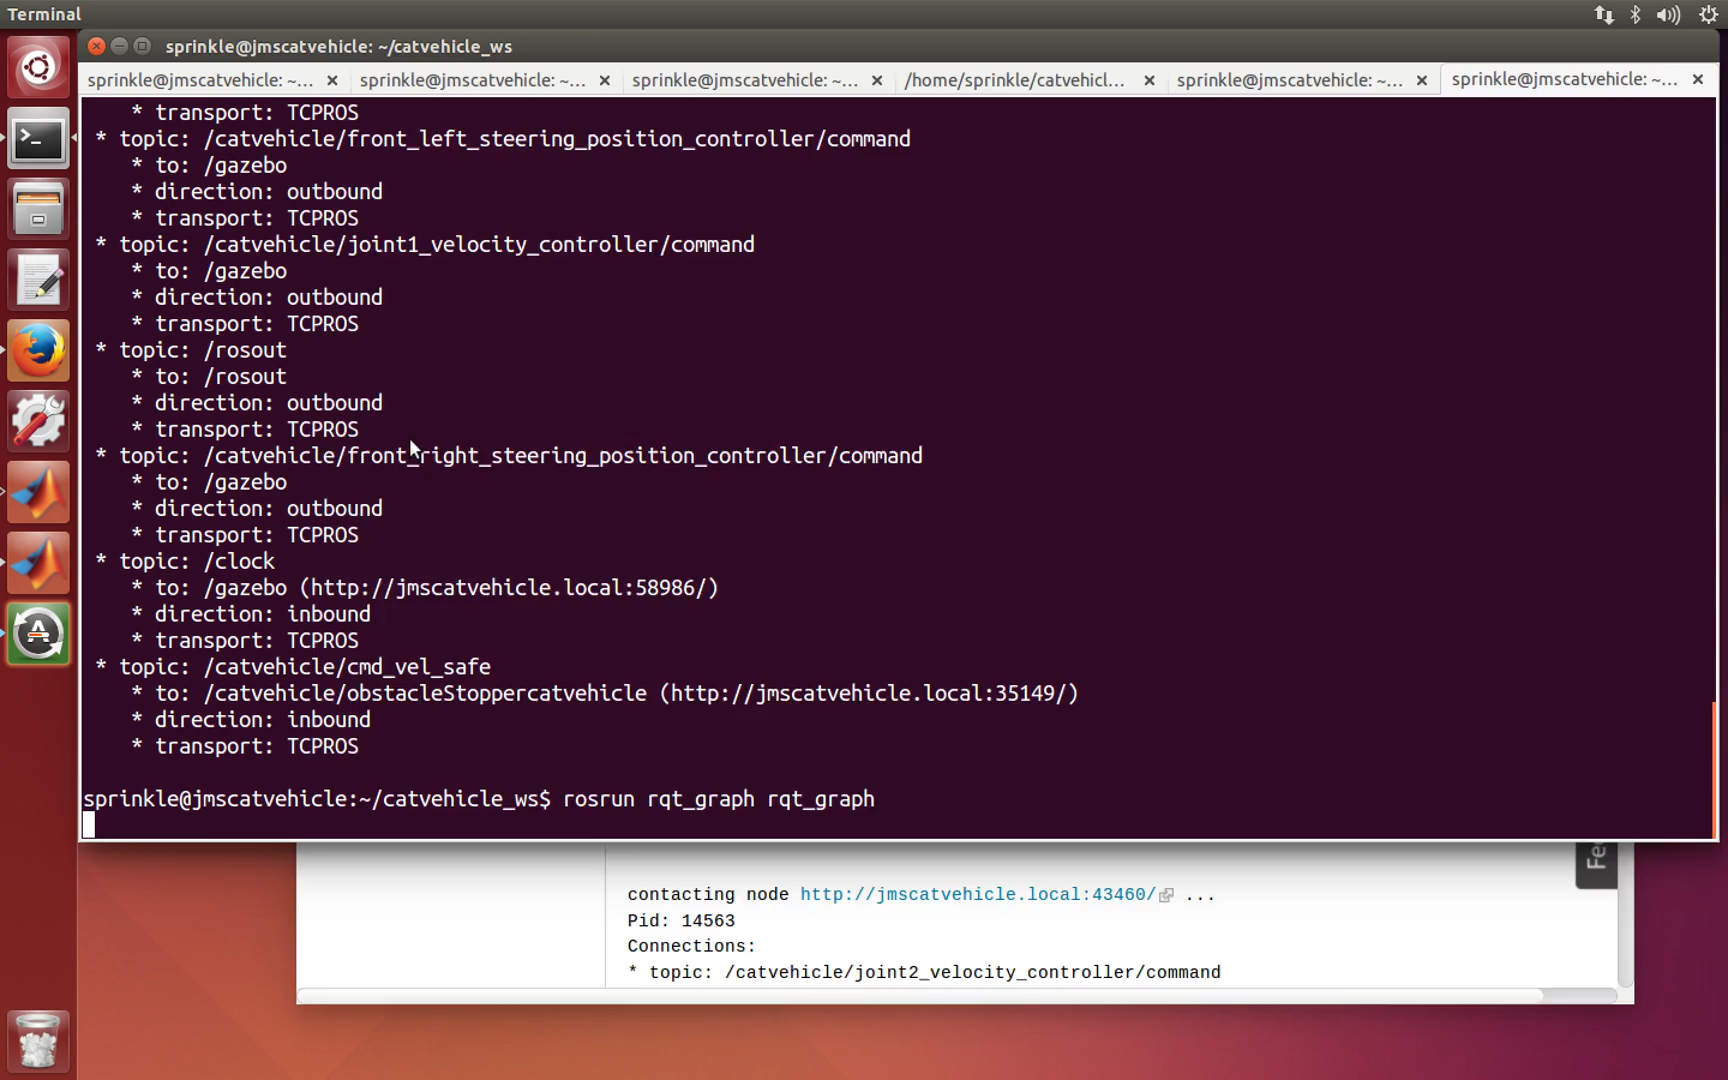 Terminal
sprinkle@jmscatvehicle: ~/catvehicle_ws
sprinkle@jmscatvehicle: ~... sprinkle@jmscatvehicle: ~... sprinkle@jmscatvehicle: ~... /home/sprinkle/catvehicl... sprinkle@jmscatvehicle: ~... sprinkle@jmscatvehicle: ~...
* transport: TCPROS
* topic: /catvehicle/front_left_steering_position_controller/command
* to: /gazebo
* direction: outbound
* transport: TCPROS
* topic: /catvehicle/joint1_velocity_controller/command
* to: /gazebo
* direction: outbound
* transport: TCPROS
* topic: /rosout
* to: /rosout
* direction: outbound
* transport: TCPROS
* topic: /catvehicle/front_right_steering_position_controller/command
* to: /gazebo
* direction: outbound
* transport: TCPROS
* topic: /clock
* to: /gazebo (http://jmscatvehicle.local:58986/)
* direction: inbound
* transport: TCPROS
* topic: /catvehicle/cmd_vel_safe
* to: /catvehicle/obstacleStoppercatvehicle (http://jmscatvehicle.local:35149/)
* direction: inbound
* transport: TCPROS
sprinkle@jmscatvehicle:~/catvehicle_ws$ rosrun rqt_graph rqt_graph
contacting node http://jmscatvehicle.local:43460/ ...
Pid: 14563
Connections:
* topic: /catvehicle/joint2_velocity_controller/command